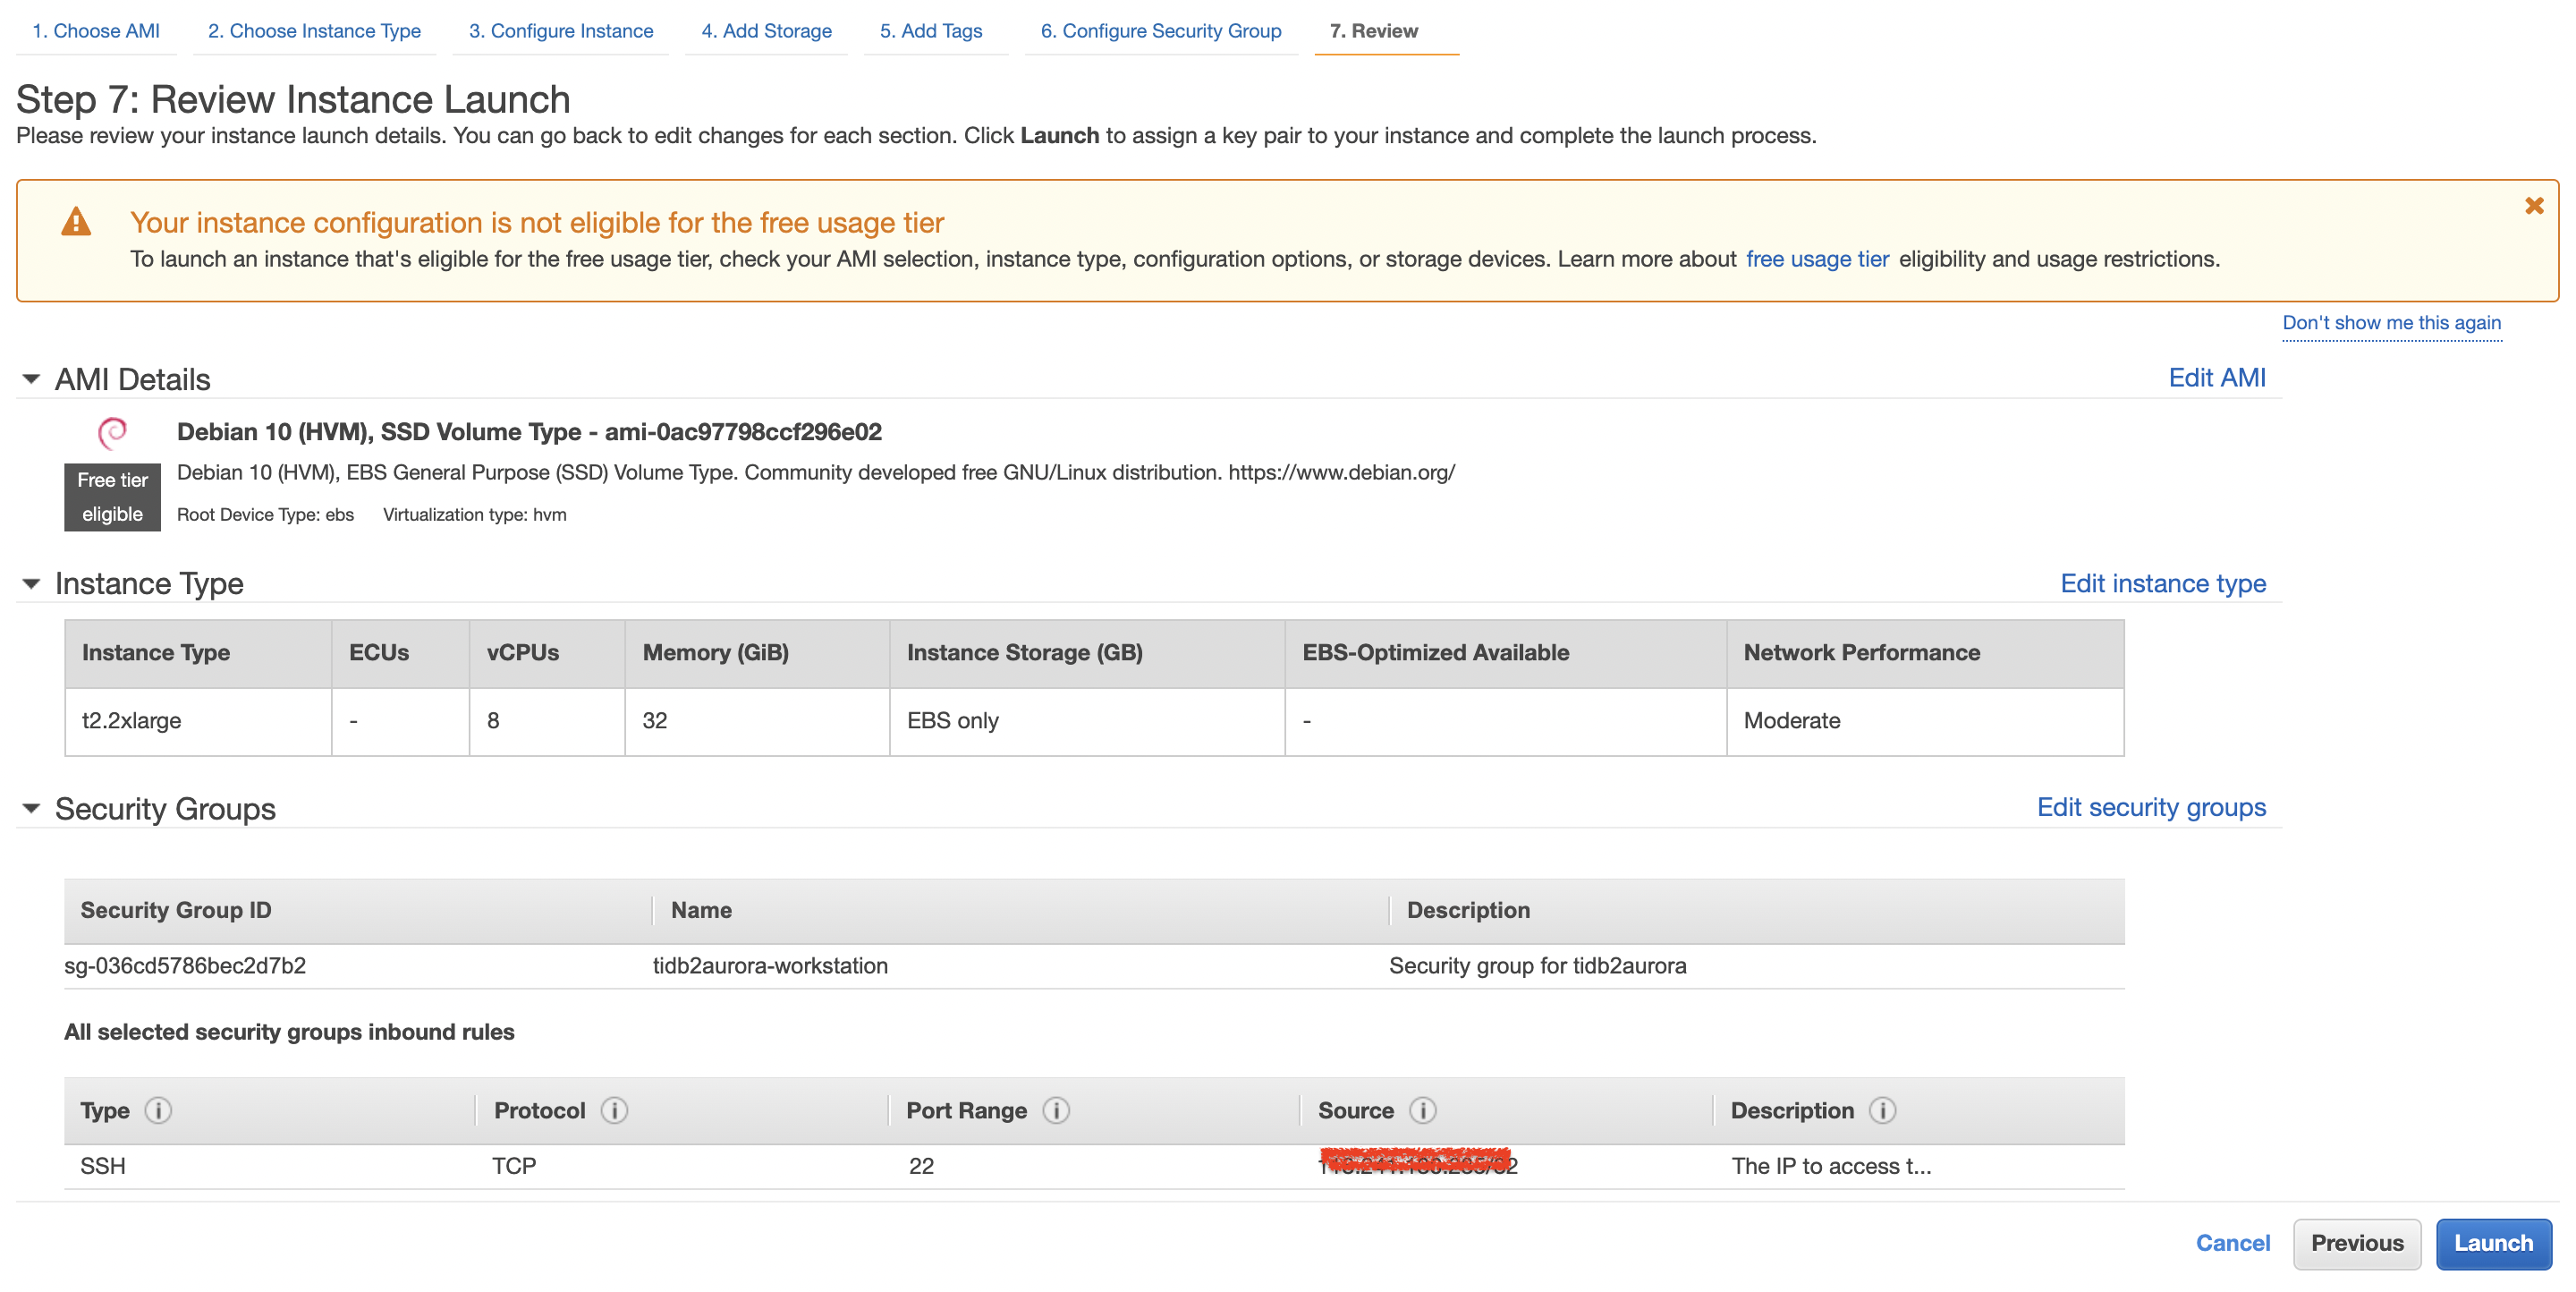 1. Choose AMI 2. Choose Instance Type 3. Configure Instance 4. Add Storage 5. Add Tags 6. Configure Security Group 7. Review
Step 7: Review Instance Launch
Please review your instance launch details. You can go back to edit changes for each section. Click Launch to assign a key pair to your instance and complete the launch process.
Your instance configuration is not eligible for the free usage tier
To launch an instance that's eligible for the free usage tier, check your AMI selection, instance type, configuration options, or storage devices. Learn more about free usage tier eligibility and usage restrictions.
Don't show me this again
AMI Details Edit AMI
Debian 10 (HVM), SSD Volume Type - ami-0ac97798ccf296e02
Free tier eligible
Debian 10 (HVM), EBS General Purpose (SSD) Volume Type. Community developed free GNU/Linux distribution. https://www.debian.org/
Root Device Type: ebs Virtualization type: hvm
Instance Type Edit instance type
Instance Type ECUs vCPUs Memory (GiB) Instance Storage (GB) EBS-Optimized Available Network Performance
t2.2xlarge - 8 32 EBS only - Moderate
Security Groups Edit security groups
Security Group ID Name Description
sg-036cd5786bec2d7b2 tidb2aurora-workstation Security group for tidb2aurora
All selected security groups inbound rules
Type Protocol Port Range Source Description
SSH TCP 22 The IP to access t...
Cancel Previous Launch